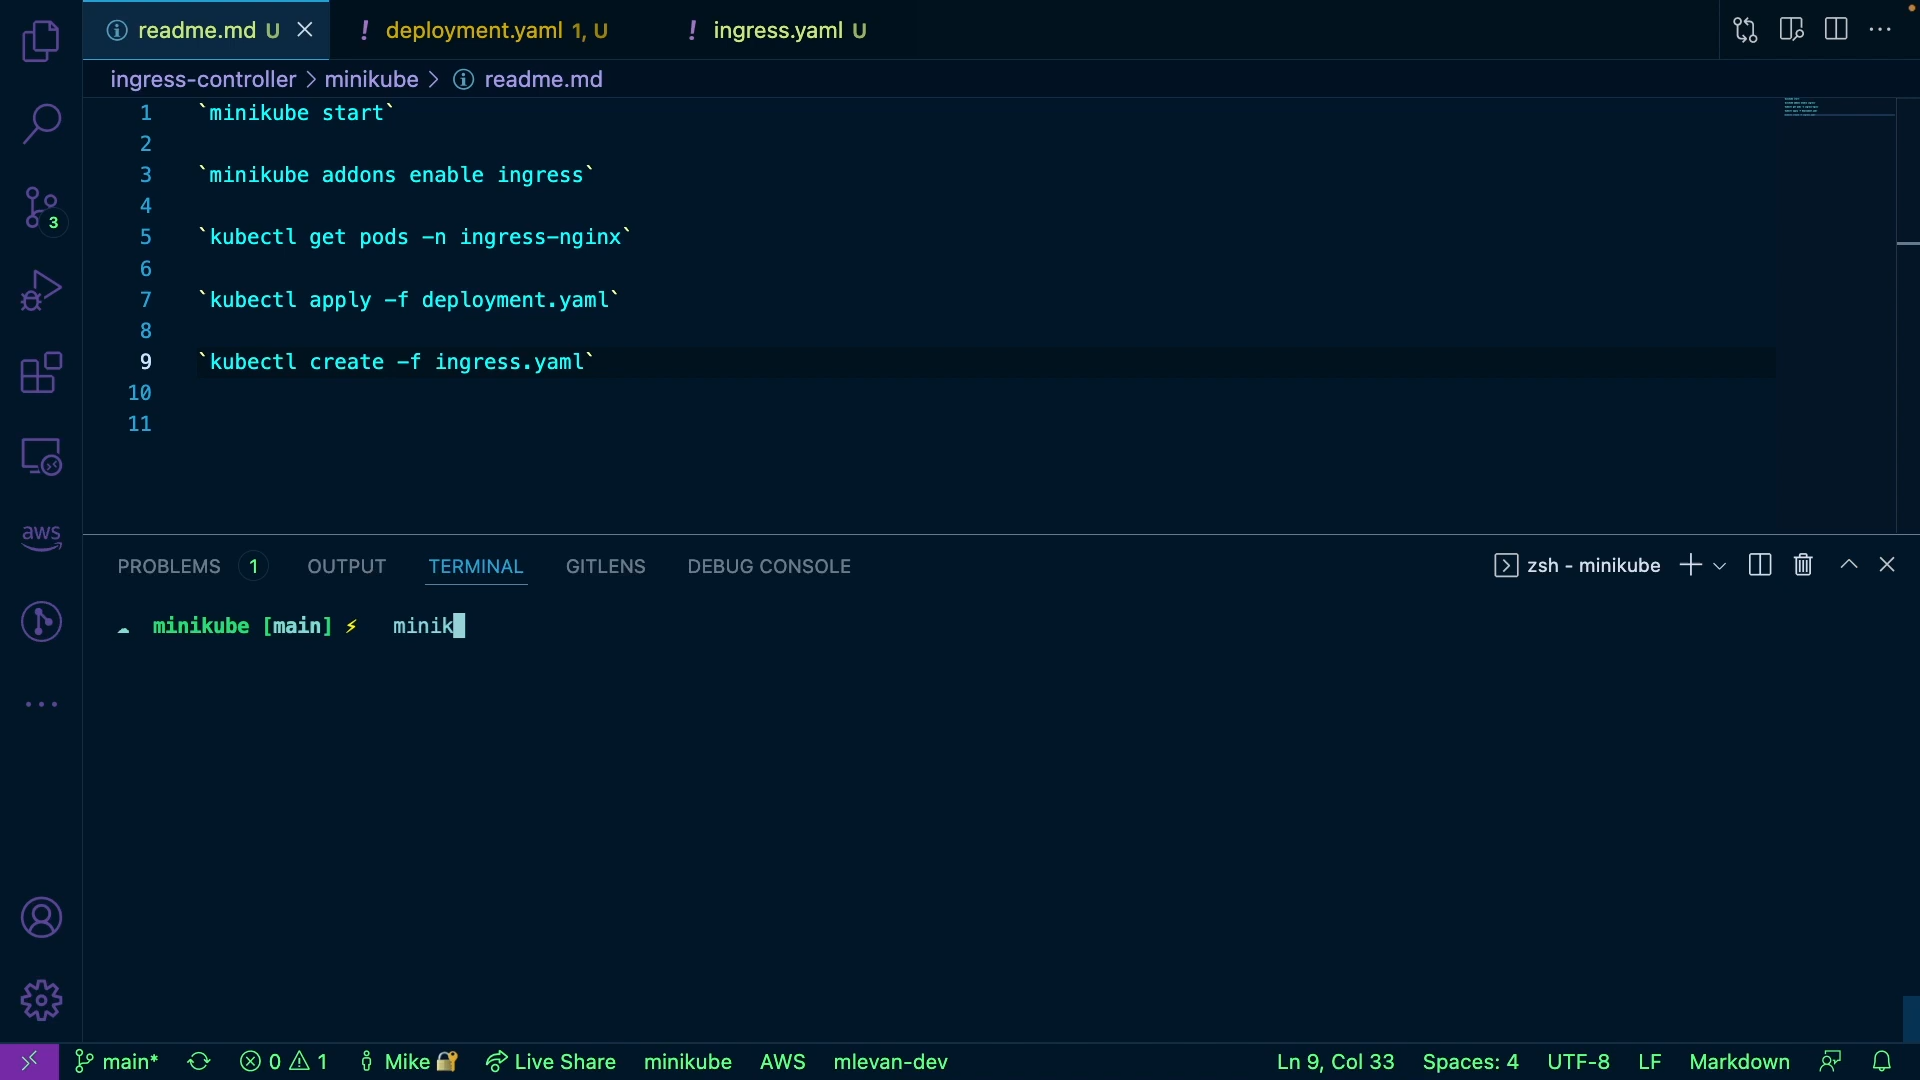 readme.md U
deployment.yaml 1, U
ingress.yaml U
ingress-controller > minikube > readme.md
1 `minikube start`
2
3 `minikube addons enable ingress`
4
5 `kubectl get pods -n ingress-nginx`
6
7 `kubectl apply -f deployment.yaml`
8
9 `kubectl create -f ingress.yaml`
10
11
3
aws
PROBLEMS 1 OUTPUT TERMINAL GITLENS DEBUG CONSOLE
zsh - minikube
minikube [main] ⚡ minik
main* 0 1 Mike Live Share minikube AWS mlevan-dev
Ln 9, Col 33 Spaces: 4 UTF-8 LF Markdown